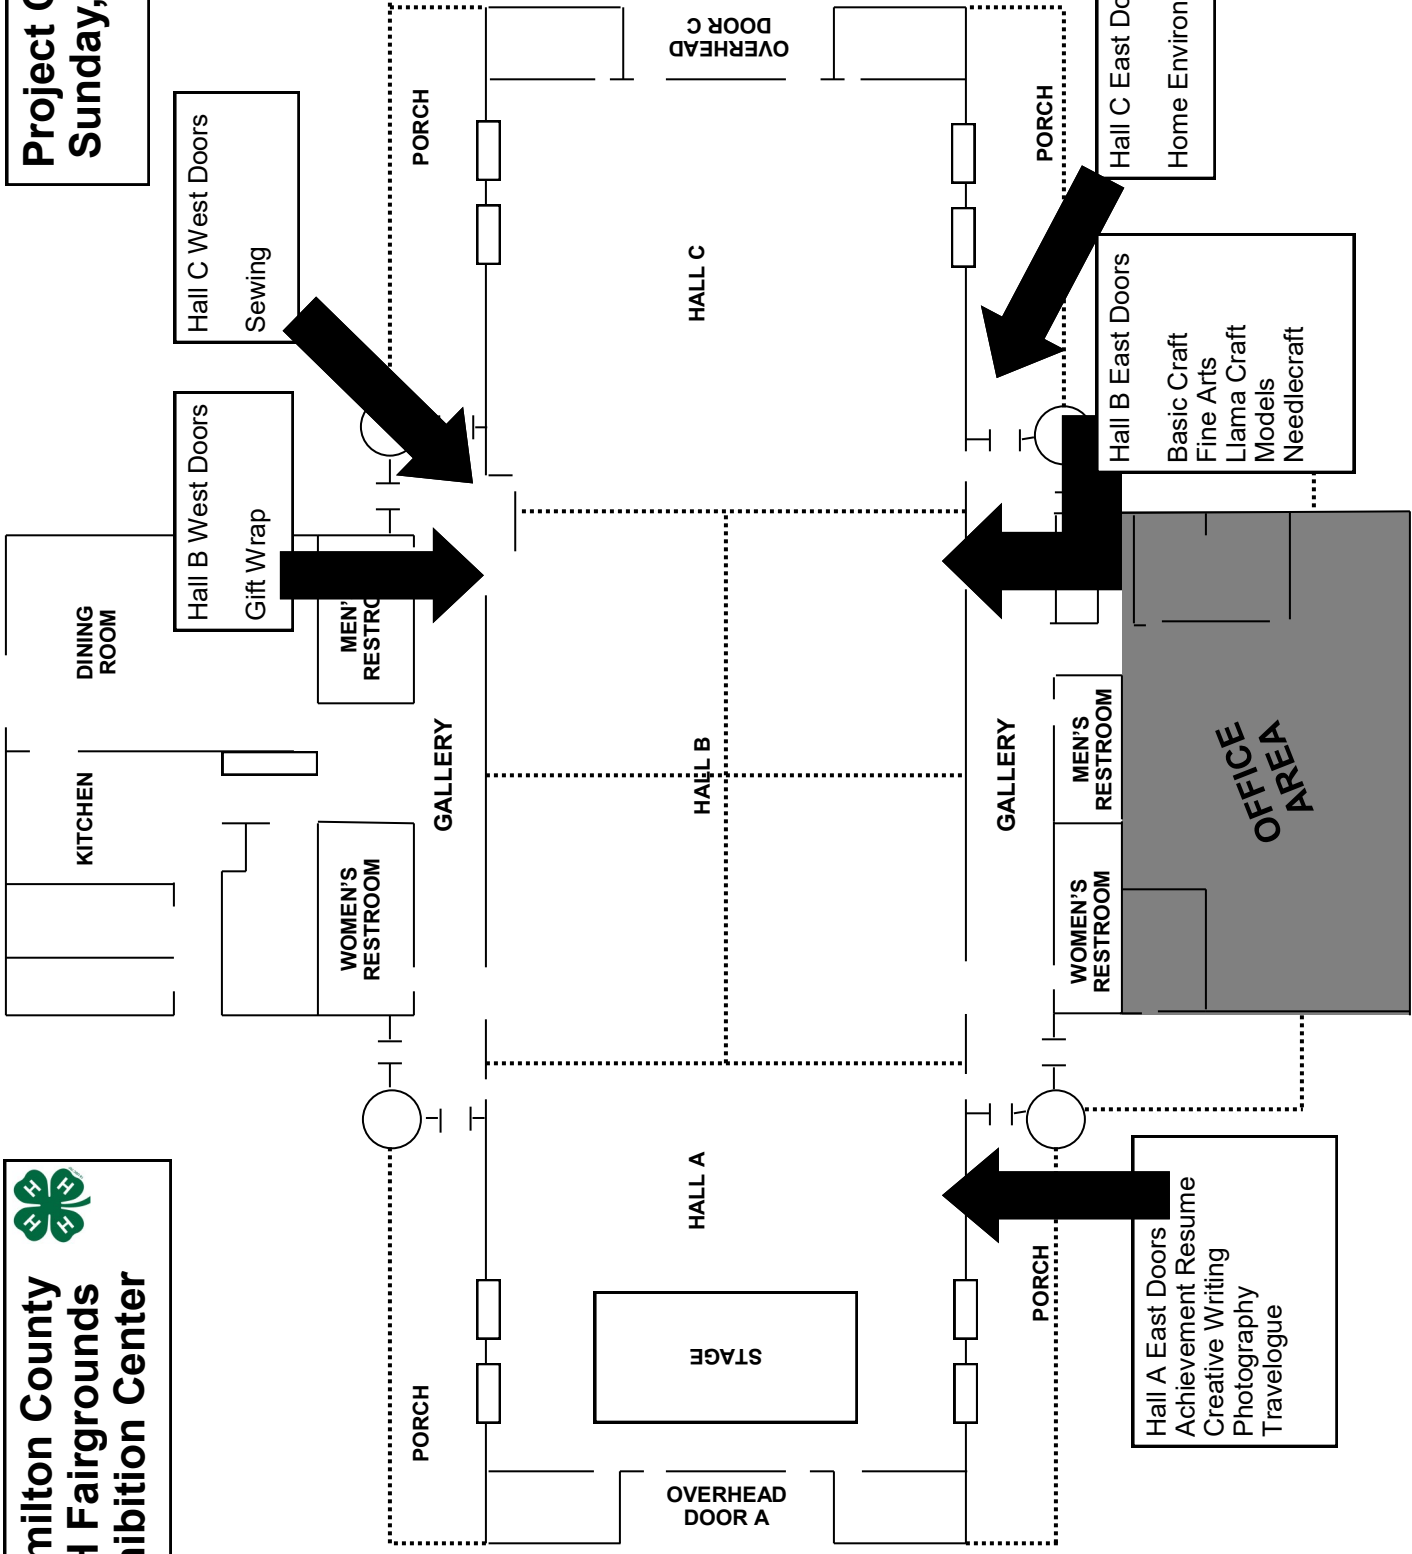 milton County
Fairgrounds
ibition Center
Project
Sunday,
Hall C West Doors
Sewing
Hall B West Doors
Gift Wrap
DINING
ROOM
KITCHEN
MEN'
RESTRO
WOMEN'S
RESTROOM
PORCH
GALLERY
PORCH
OVERHEAD
DOOR C
HALL C
HALL B
HALL A
STAGE
OVERHEAD
DOOR A
PORCH
GALLERY
PORCH
MEN'S
RESTROOM
WOMEN'S
RESTROOM
OFFICE
AREA
Hall C East Do
Home Environ
Hall B East Doors
Basic Craft
Fine Arts
Llama Craft
Models
Needlecraft
Hall A East Doors
Achievement Resume
Creative Writing
Photography
Travelogue
H H
H H